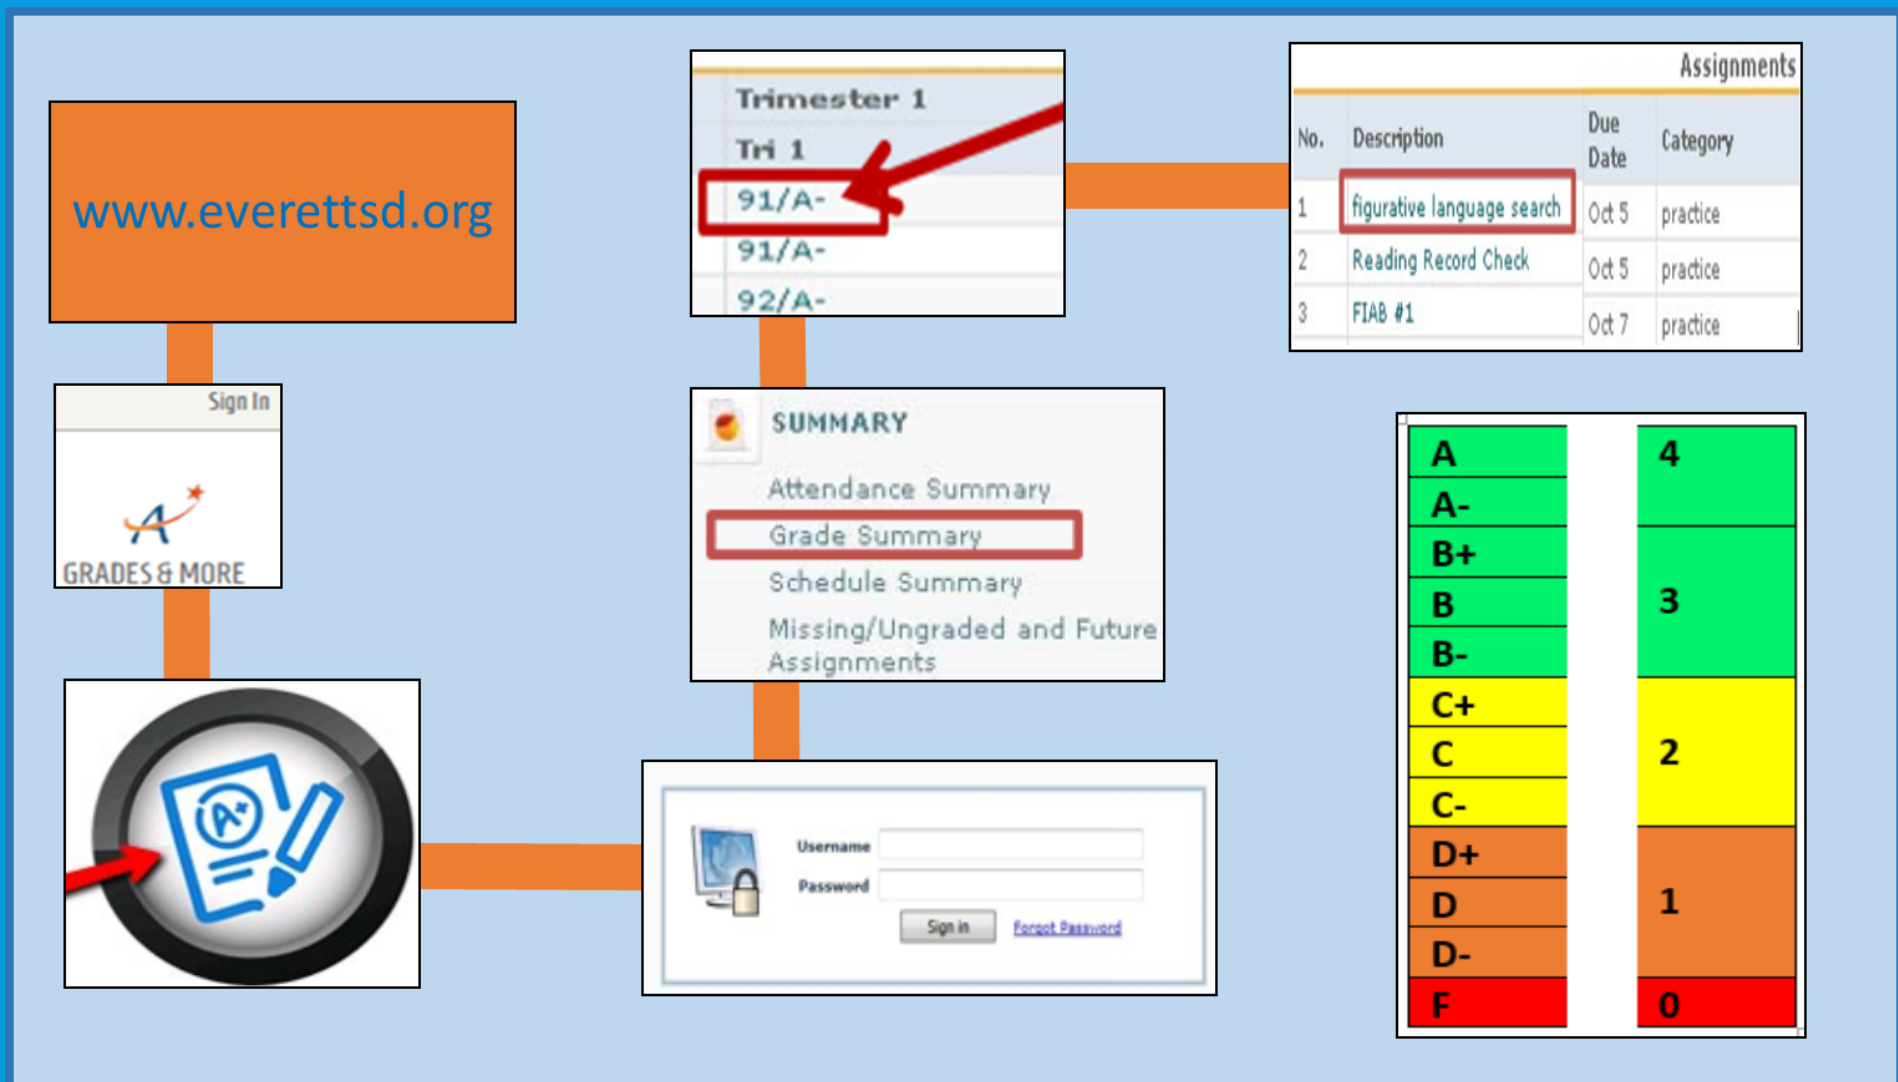 www.everettsd.org
Sign In
A
GRADES & MORE
A+
Username
Password
Sign in
Forgot Password
SUMMARY
Attendance Summary
Grade Summary
Schedule Summary
Missing/Ungraded and Future
Assignments
Trimester 1
Tri 1
91/A-
91/A-
92/A-
Assignments
No. Description Due Date Category
1 figurative language search Oct 5 practice
2 Reading Record Check Oct 5 practice
3 FIAB #1 Oct 7 practice
A 4
A-
B+
B 3
B-
C+
C 2
C-
D+
D 1
D-
F 0